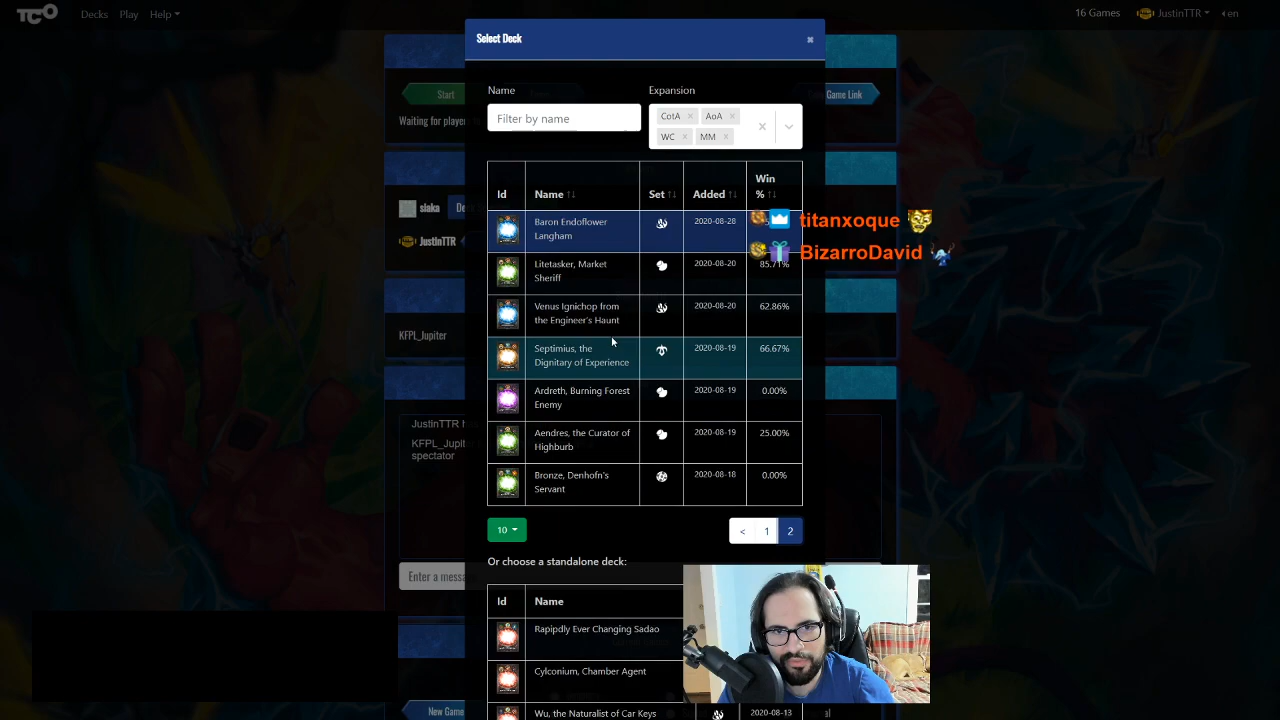 TCO Decks Play Help 16 Games JustinTTR en
Select Deck ×
Start
Game Link
Waiting for player
Name Expansion
Filter by name
CotA × AoA ×
WC × MM ×
slaka
JustInTTR
Id Name Set Added Win %
Baron Endoflower Langham 2020-08-28
Litetasker, Market Sheriff 2020-08-20 85.71%
Venus Ignichop from the Engineer's Haunt 2020-08-20 62.86%
Septimius, the Dignitary of Experience 2020-08-19 66.67%
Ardreth, Burning Forest Enemy 2020-08-19 0.00%
Aendres, the Curator of Highburb 2020-08-19 25.00%
Bronze, Denhofn's Servant 2020-08-18 0.00%
titanxoque
BizarroDavid
KFPL_Jupiter
JustinTTR
KFPL_Jupit
spectator
10 < 1 2
Or choose a standalone deck:
Enter a messa
Id Name
Rapipdly Ever Changing Sadao
Cylconium, Chamber Agent
Wu, the Naturalist of Car Keys 2020-08-13
New Game